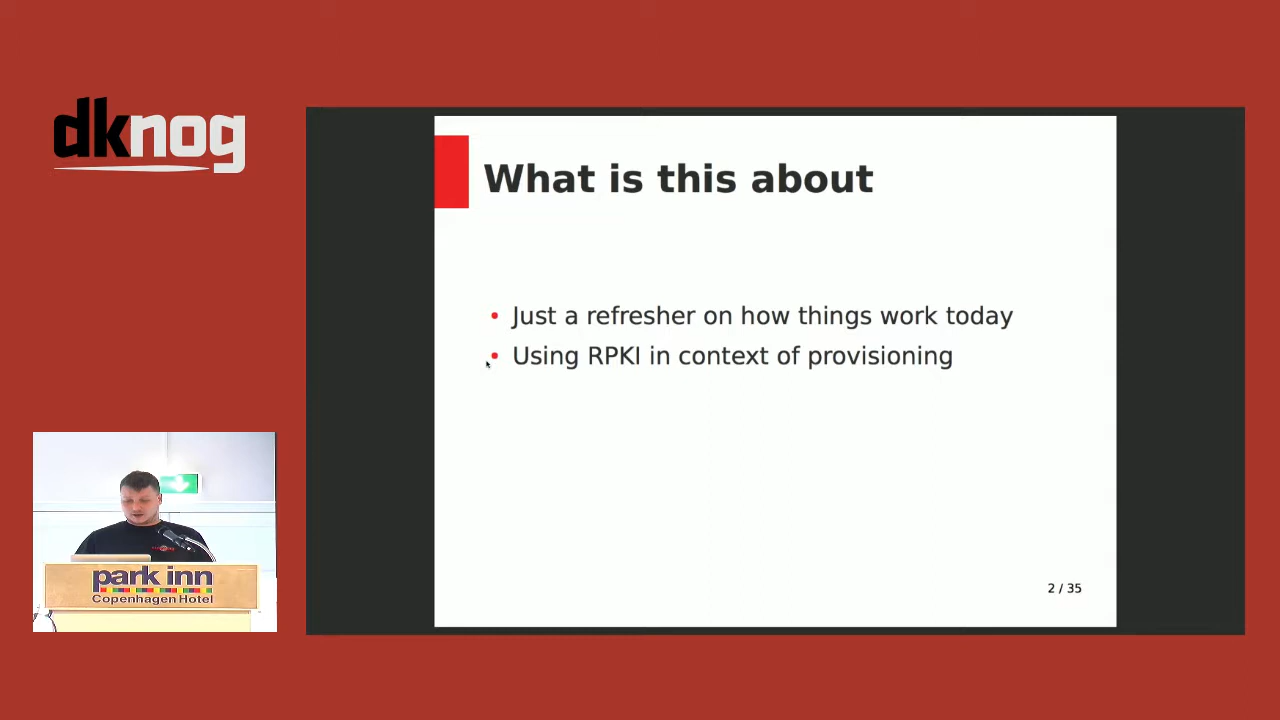 dknog
What is this about
Just a refresher on how things work today
Using RPKI in context of provisioning
2 / 35
park inn
Copenhagen Hotel